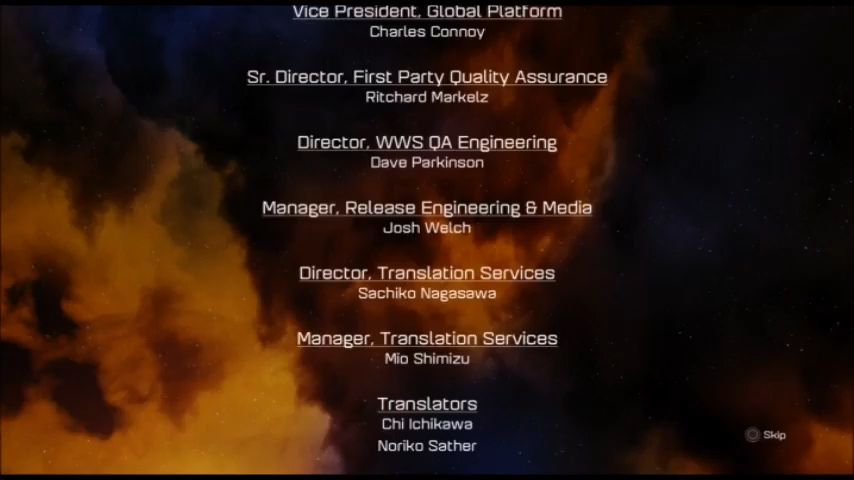 Vice President, Global Platform
Charles Connoy
Sr. Director, First Party Quality Assurance
Ritchard Markelz
Director, WWS QA Engineering
Dave Parkinson
Manager, Release Engineering & Media
Josh Welch
Director, Translation Services
Sachiko Nagasawa
Manager, Translation Services
Mio Shimizu
Translators
Chi Ichikawa
Noriko Sather
Skip